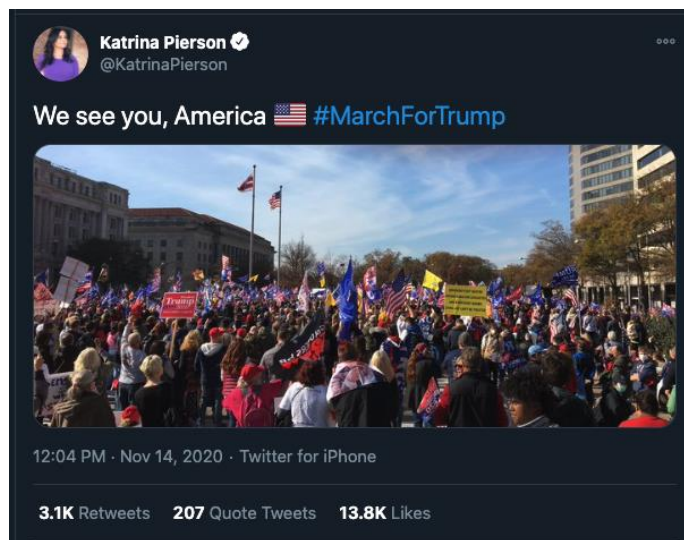 Katrina Pierson
@KatrinaPierson
We see you, America 🇺🇸 #MarchForTrump
Trump
12:04 PM · Nov 14, 2020 · Twitter for iPhone
3.1K Retweets 207 Quote Tweets 13.8K Likes